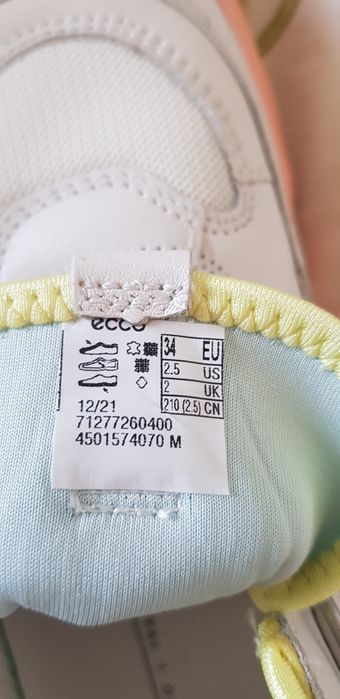 ecco
34 EU
2.5 US
2 UK
210 (2.5) CN
12/21
71277260400
4501574070 M